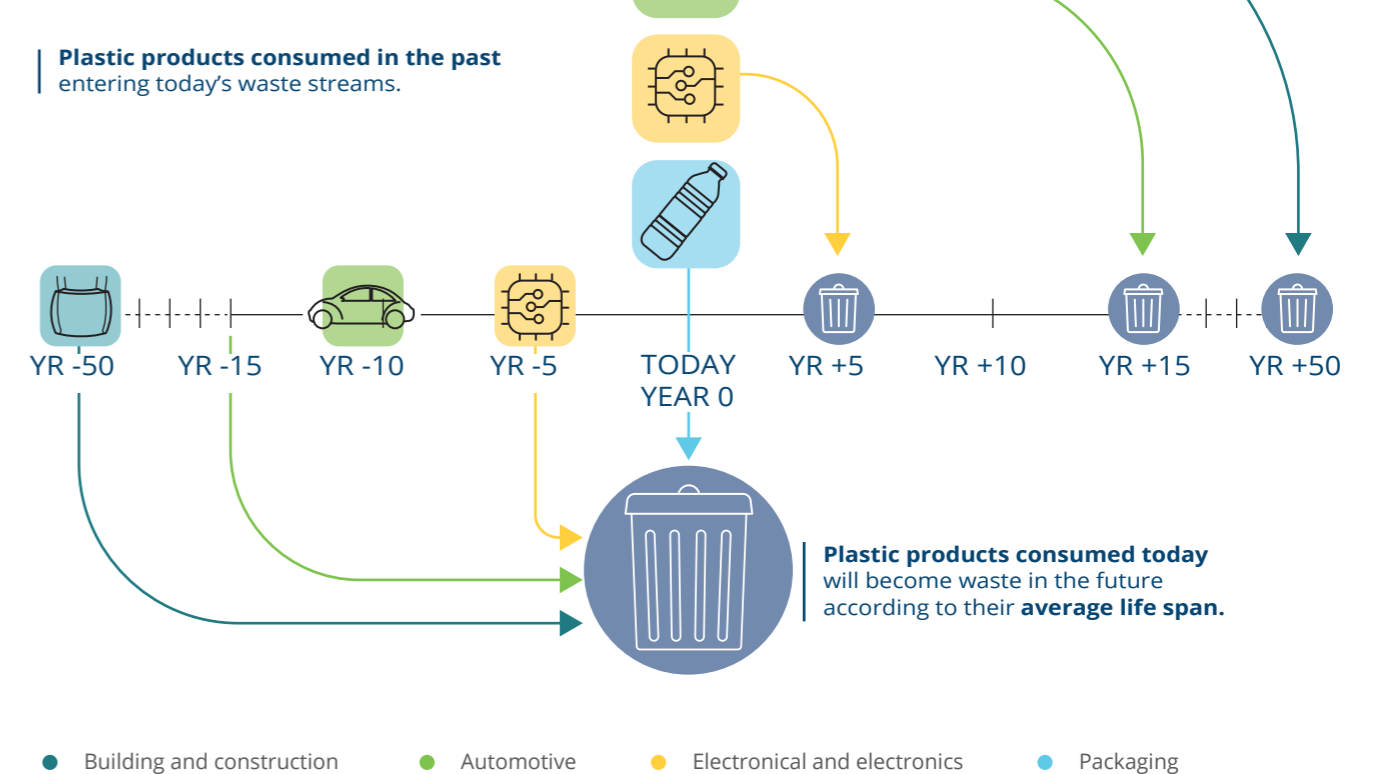 Plastic products consumed in the past
entering today's waste streams.
YR -50
YR -15
YR -10
YR -5
TODAY
YEAR 0
YR +5
YR +10
YR +15
YR +50
Plastic products consumed today
will become waste in the future
according to their average life span.
Building and construction
Automotive
Electronical and electronics
Packaging